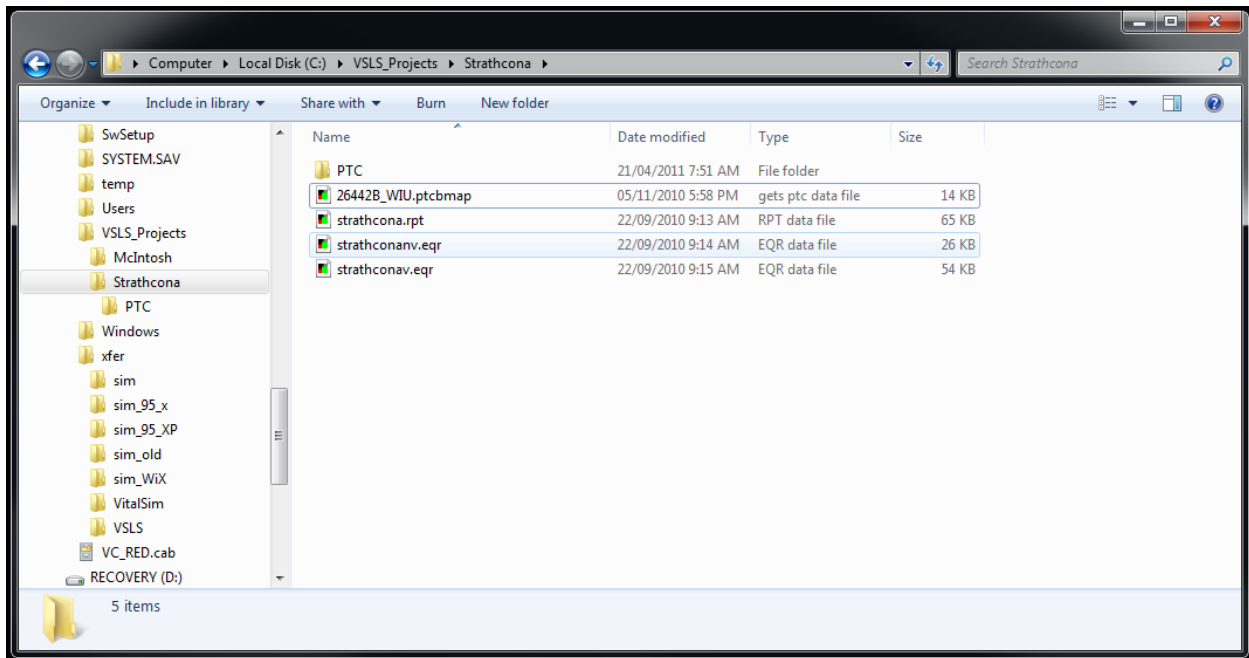 Computer Local Disk (C:) VSLS_Projects Strathcona Search Strathcona
Organize Include in library Share with Burn New folder
SwSetup
SYSTEM.SAV
temp
Users
VSLS_Projects
McIntosh
Strathcona
PTC
Windows
xfer
sim
sim_95_x
sim_95_XP
sim_old
sim_WiX
VitalSim
VSLS
VC_RED.cab
RECOVERY (D:)
Name Date modified Type Size
PTC 21/04/2011 7:51 AM File folder
26442B_WIU.ptcbmap 05/11/2010 5:58 PM gets ptc data file 14 KB
strathcona.rpt 22/09/2010 9:13 AM RPT data file 65 KB
strathconanv.eqr 22/09/2010 9:14 AM EQR data file 26 KB
strathconav.eqr 22/09/2010 9:15 AM EQR data file 54 KB
5 items